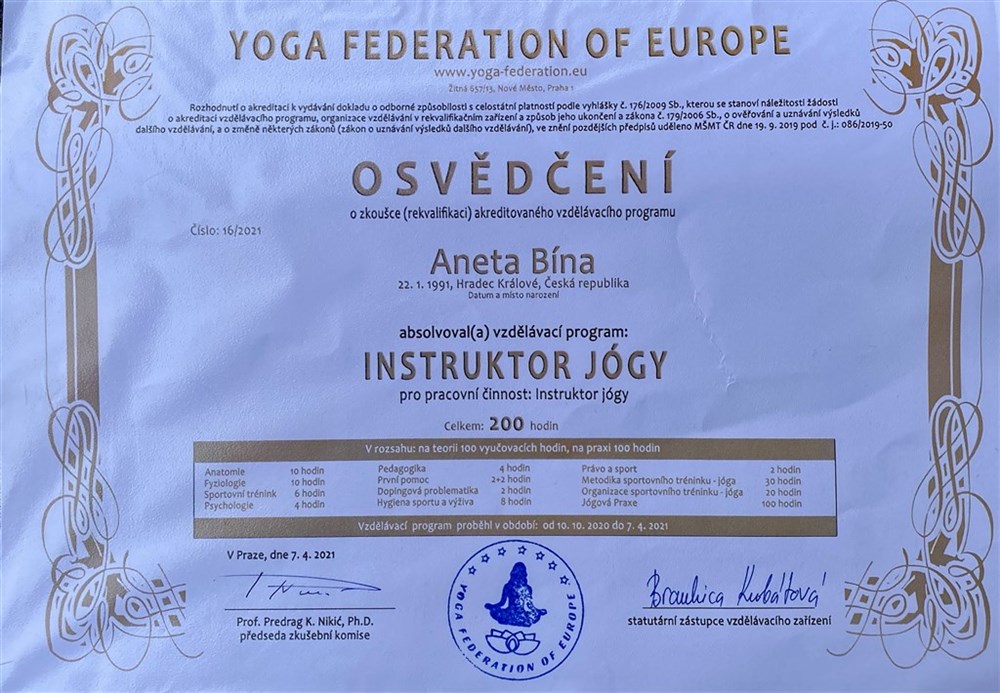 YOGA FEDERATION OF EUROPE
www.yoga-federation.eu
Žitná 657/13, Nové Město, Praha 1
Rozhodnutí o akreditaci k vydávání dokladu o odborné způsobilosti s celostátní platností podle vyhlášky č. 176/2009 Sb., kterou se stanoví náležitosti žádosti
o akreditaci vzdělávacího programu, organizace vzdělávání v rekvalifikačním zařízení a způsob jeho ukončení a zákona č. 179/2006 Sb., o ověřování a uznávání výsledků
dalšího vzdělávání, a o změně některých zákonů (zákon o uznávání výsledků dalšího vzdělávání), ve znění pozdějších předpisů uděleno MŠMT ČR dne 19. 9. 2019 pod č. j.: 086/2019-50
OSVĚDČENÍ
o zkoušce (rekvalifikaci) akreditovaného vzdělávacího programu
Číslo: 16/2021
Aneta Bína
22. 1. 1991, Hradec Králové, Česká republika
Datum a místo narození
absolvoval(a) vzdělávací program:
INSTRUKTOR JÓGY
pro pracovní činnost: Instruktor jógy
Celkem: 200 hodin
V rozsahu: na teorii 100 vyučovacích hodin, na praxi 100 hodin
Anatomie 10 hodin
Fyziologie 10 hodin
Sportovní trénink 6 hodin
Psychologie 4 hodin
Pedagogika 4 hodin
První pomoc 2+2 hodin
Dopingová problematika 2 hodin
Hygiena sportu a výživa 8 hodin
Právo a sport 2 hodin
Metodika sportovního tréninku - jóga 30 hodin
Organizace sportovního tréninku - jóga 20 hodin
Jógová Praxe 100 hodin
Vzdělávací program proběhl v období: od 10. 10. 2020 do 7. 4. 2021
V Praze, dne 7. 4. 2021
Prof. Predrag K. Nikić, Ph.D.
předseda zkušební komise
YOGA FEDERATION OF EUROPE
Kubátová
statutární zástupce vzdělávacího zařízení